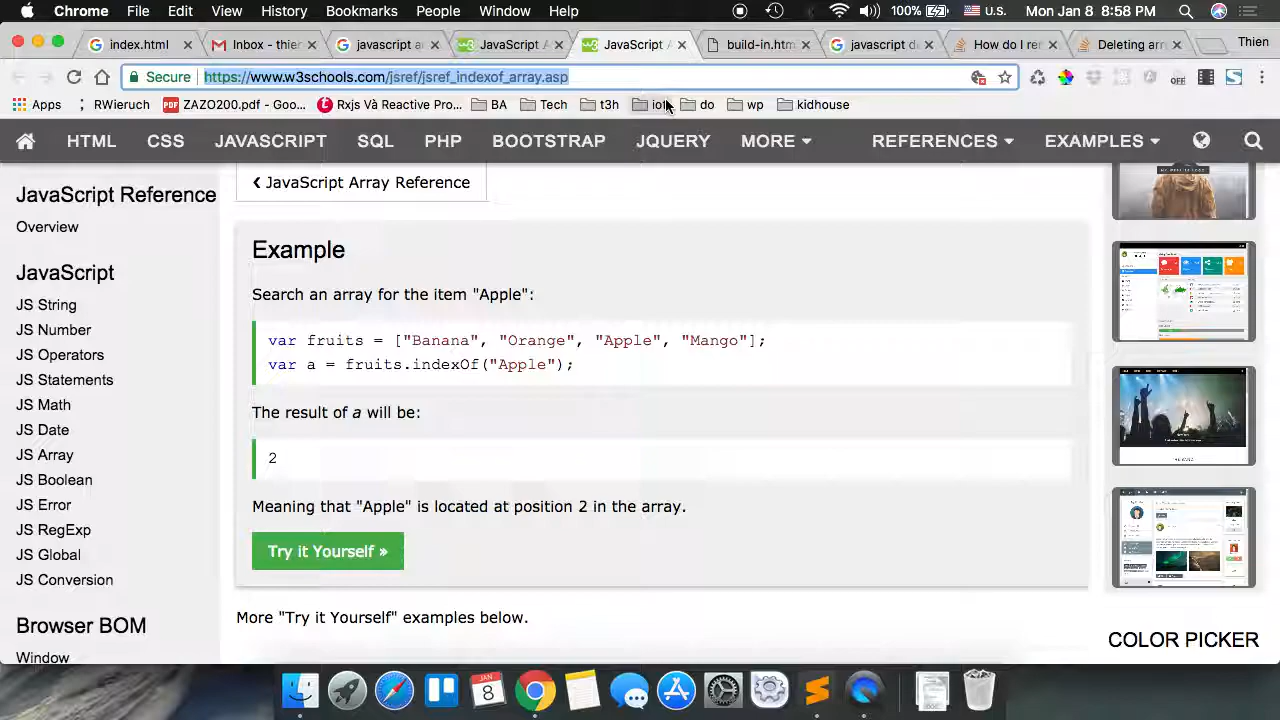 Chrome File Edit View History Bookmarks People Window Help 100% U.S. Mon Jan 8 8:58 PM
index.html Inbox - thier JavaScript A JavaScript A build-in.htm javascript d How do I rer Deleting arr Thien
Secure https://www.w3schools.com/jsref/jsref_indexof_array.asp OFF
Apps RWieruch ZAZO200.pdf - Goo... Rxjs Và Reactive Po... BA Tech t3h do wp kidhouse
HTML CSS JAVASCRIPT SQL PHP BOOTSTRAP JQUERY MORE REFERENCES EXAMPLES
JavaScript Reference
Overview
JavaScript
JS String
JS Number
JS Operators
JS Statements
JS Math
JS Date
JS Array
JS Boolean
JS Error
JS RegExp
JS Global
JS Conversion
Browser BOM
Window
❮ JavaScript Array Reference
Example
Search an array for the item "Apple":
var fruits = ["Banana", "Orange", "Apple", "Mango"];
var a = fruits.indexOf("Apple");
The result of a will be:
2
Meaning that "Apple" is located at position 2 in the array.
Try it Yourself »
More "Try it Yourself" examples below.
COLOR PICKER
JAN
8